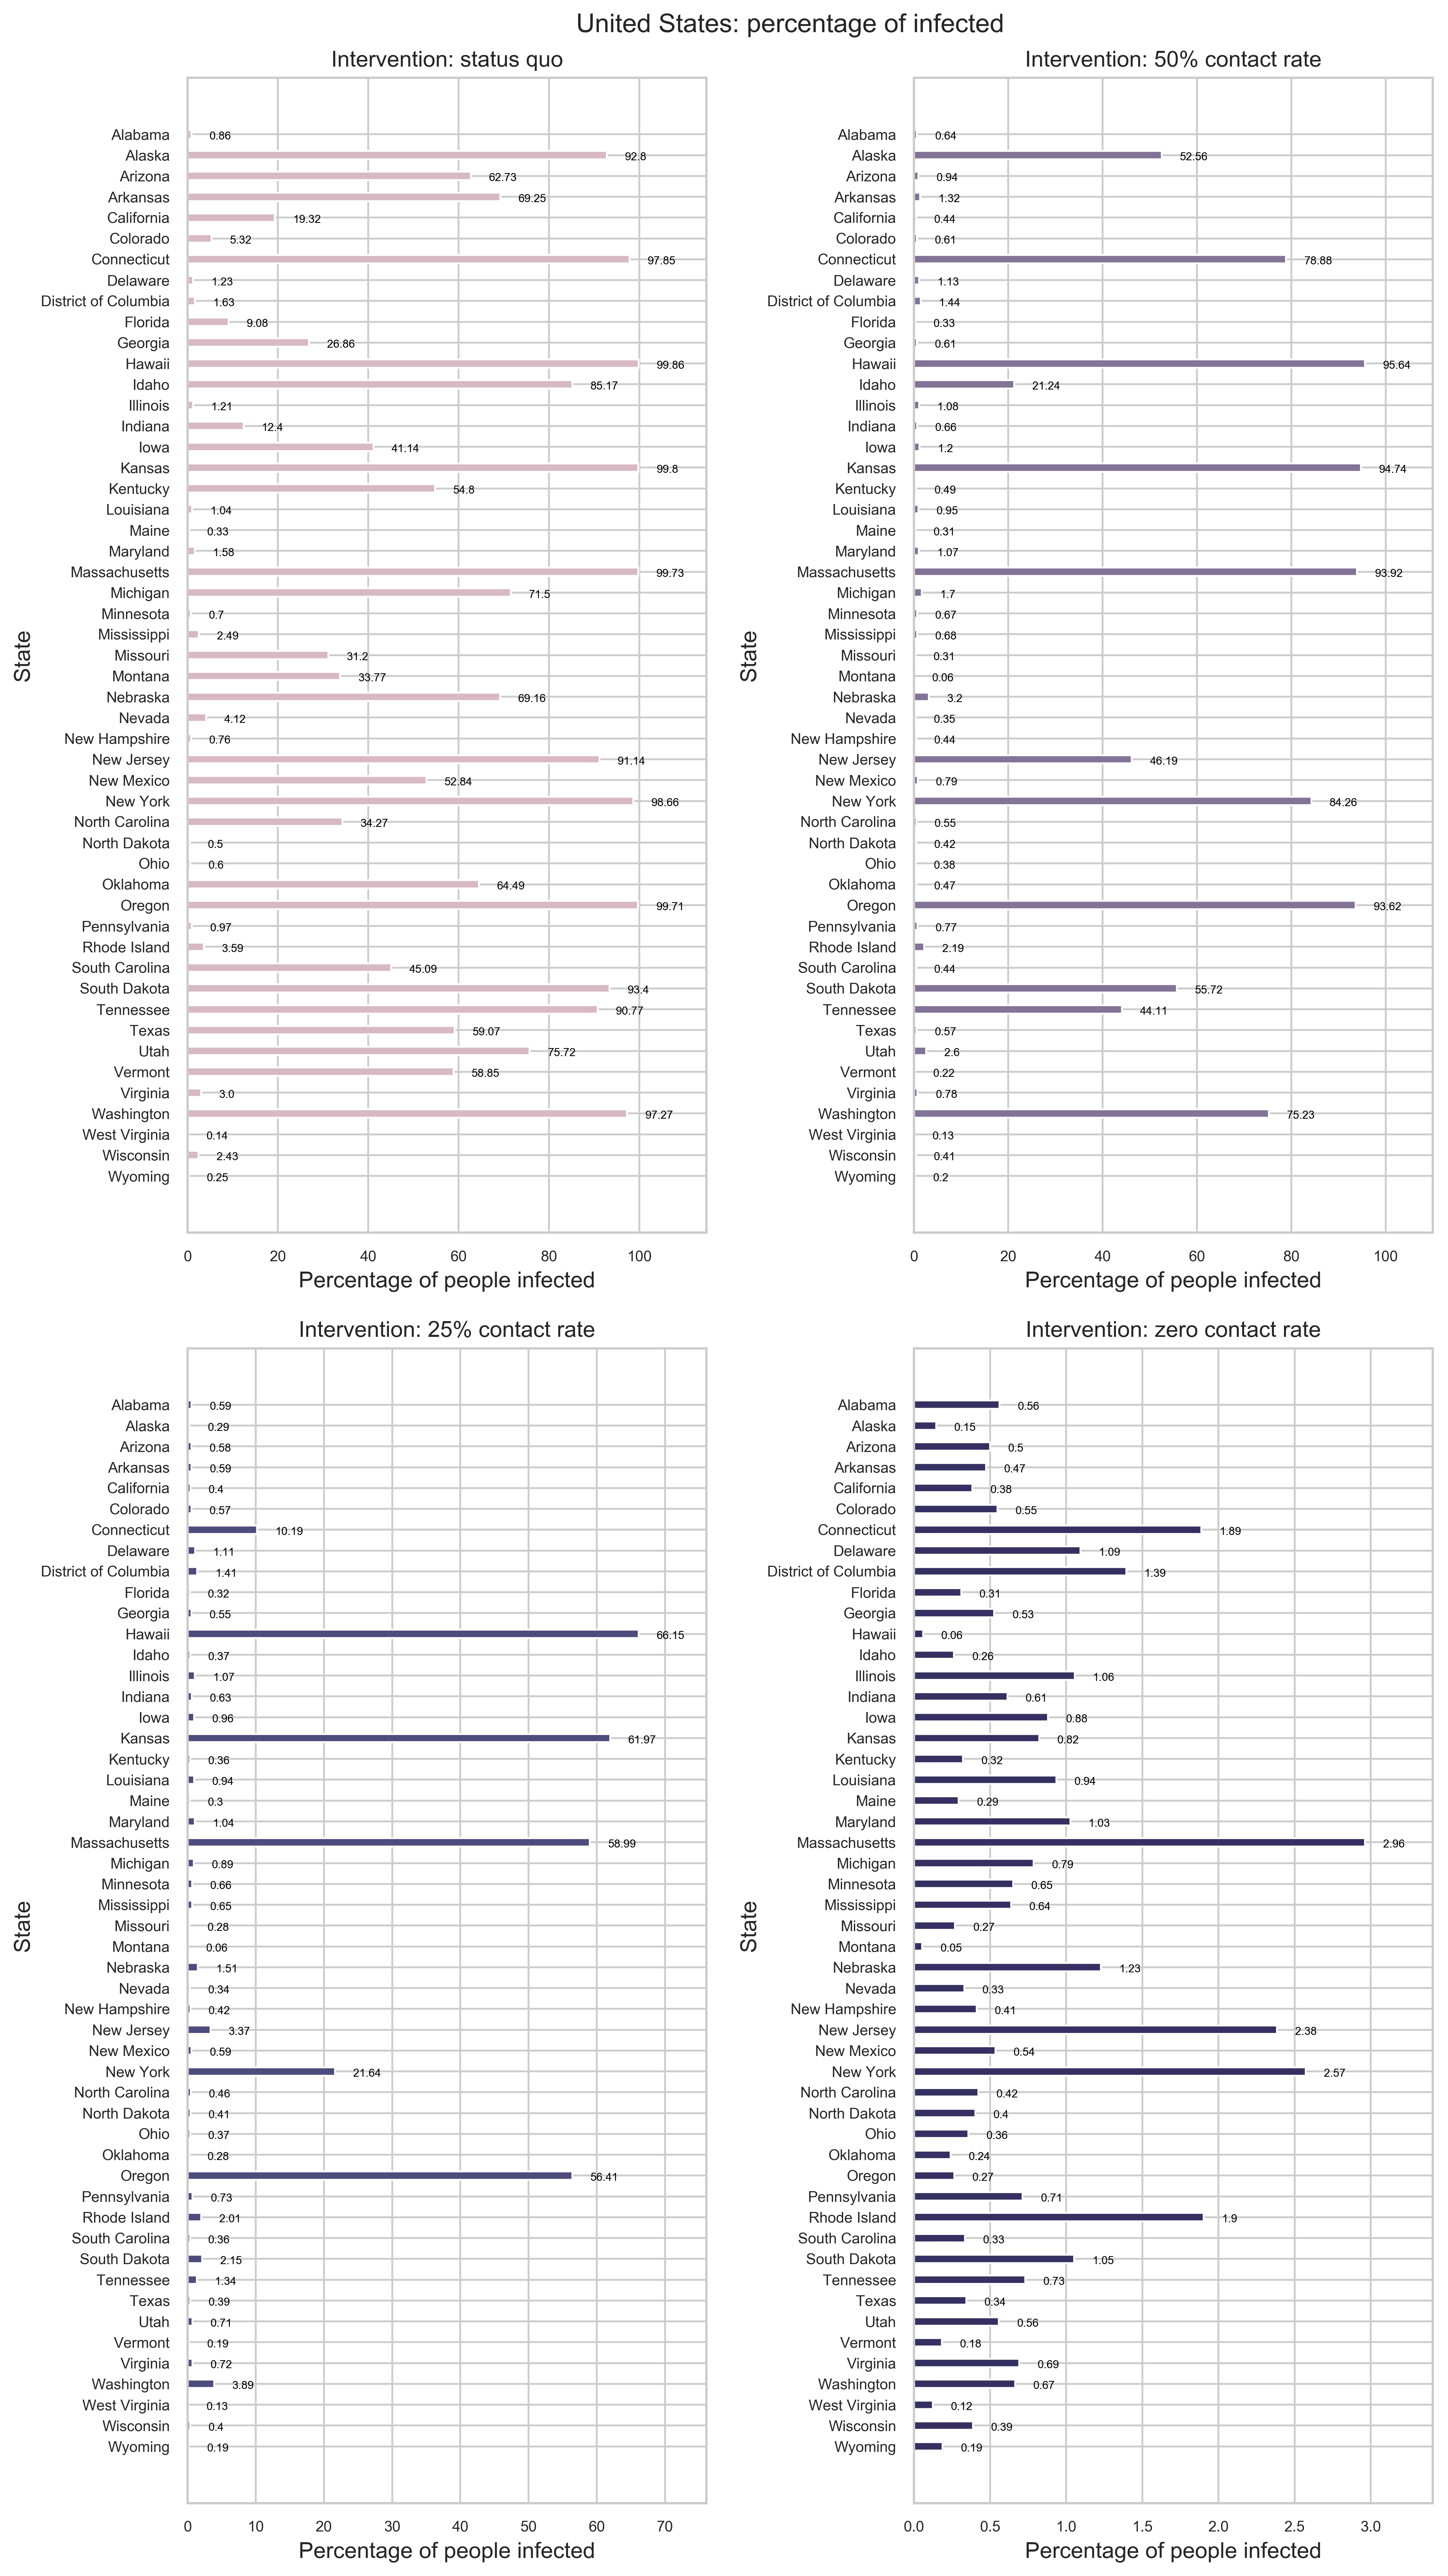 United States: percentage of infected
Intervention: status quo
Alabama 0.86
Alaska 92.8
Arizona 62.73
Arkansas 69.25
California 19.32
Colorado 5.32
Connecticut 97.85
Delaware 1.23
District of Columbia 1.63
Florida 9.08
Georgia 26.86
Hawaii 99.86
Idaho 85.17
Illinois 1.21
Indiana 12.4
Iowa 41.14
Kansas 99.8
Kentucky 54.8
Louisiana 1.04
Maine 0.33
Maryland 1.58
Massachusetts 99.73
Michigan 71.5
Minnesota 0.7
Mississippi 2.49
Missouri 31.2
Montana 33.77
Nebraska 69.16
Nevada 4.12
New Hampshire 0.76
New Jersey 91.14
New Mexico 52.84
New York 98.66
North Carolina 34.27
North Dakota 0.5
Ohio 0.6
Oklahoma 64.49
Oregon 99.71
Pennsylvania 0.97
Rhode Island 3.59
South Carolina 45.09
South Dakota 93.4
Tennessee 90.77
Texas 59.07
Utah 75.72
Vermont 58.85
Virginia 3.0
Washington 97.27
West Virginia 0.14
Wisconsin 2.43
Wyoming 0.25
State
0 20 40 60 80 100
Percentage of people infected
Intervention: 50% contact rate
Alabama 0.64
Alaska 52.56
Arizona 0.94
Arkansas 1.32
California 0.44
Colorado 0.61
Connecticut 78.88
Delaware 1.13
District of Columbia 1.44
Florida 0.33
Georgia 0.61
Hawaii 95.64
Idaho 21.24
Illinois 1.08
Indiana 0.66
Iowa 1.2
Kansas 94.74
Kentucky 0.49
Louisiana 0.95
Maine 0.31
Maryland 1.07
Massachusetts 93.92
Michigan 1.7
Minnesota 0.67
Mississippi 0.68
Missouri 0.31
Montana 0.06
Nebraska 3.2
Nevada 0.35
New Hampshire 0.44
New Jersey 46.19
New Mexico 0.79
New York 84.26
North Carolina 0.55
North Dakota 0.42
Ohio 0.38
Oklahoma 0.47
Oregon 93.62
Pennsylvania 0.77
Rhode Island 2.19
South Carolina 0.44
South Dakota 55.72
Tennessee 44.11
Texas 0.57
Utah 2.6
Vermont 0.22
Virginia 0.78
Washington 75.23
West Virginia 0.13
Wisconsin 0.41
Wyoming 0.2
State
0 20 40 60 80 100
Percentage of people infected
Intervention: 25% contact rate
Alabama 0.59
Alaska 0.29
Arizona 0.58
Arkansas 0.59
California 0.4
Colorado 0.57
Connecticut 10.19
Delaware 1.11
District of Columbia 1.41
Florida 0.32
Georgia 0.55
Hawaii 66.15
Idaho 0.37
Illinois 1.07
Indiana 0.63
Iowa 0.96
Kansas 61.97
Kentucky 0.36
Louisiana 0.94
Maine 0.3
Maryland 1.04
Massachusetts 58.99
Michigan 0.89
Minnesota 0.66
Mississippi 0.65
Missouri 0.28
Montana 0.06
Nebraska 1.51
Nevada 0.34
New Hampshire 0.42
New Jersey 3.37
New Mexico 0.59
New York 21.64
North Carolina 0.46
North Dakota 0.41
Ohio 0.37
Oklahoma 0.28
Oregon 56.41
Pennsylvania 0.73
Rhode Island 2.01
South Carolina 0.36
South Dakota 2.15
Tennessee 1.34
Texas 0.39
Utah 0.71
Vermont 0.19
Virginia 0.72
Washington 3.89
West Virginia 0.13
Wisconsin 0.4
Wyoming 0.19
State
0 10 20 30 40 50 60 70
Percentage of people infected
Intervention: zero contact rate
Alabama 0.56
Alaska 0.15
Arizona 0.5
Arkansas 0.47
California 0.38
Colorado 0.55
Connecticut 1.89
Delaware 1.09
District of Columbia 1.39
Florida 0.31
Georgia 0.53
Hawaii 0.06
Idaho 0.26
Illinois 1.06
Indiana 0.61
Iowa 0.88
Kansas 0.82
Kentucky 0.32
Louisiana 0.94
Maine 0.29
Maryland 1.03
Massachusetts 2.96
Michigan 0.79
Minnesota 0.65
Mississippi 0.64
Missouri 0.27
Montana 0.05
Nebraska 1.23
Nevada 0.33
New Hampshire 0.41
New Jersey 2.38
New Mexico 0.54
New York 2.57
North Carolina 0.42
North Dakota 0.4
Ohio 0.36
Oklahoma 0.24
Oregon 0.27
Pennsylvania 0.71
Rhode Island 1.9
South Carolina 0.33
South Dakota 1.05
Tennessee 0.73
Texas 0.34
Utah 0.56
Vermont 0.18
Virginia 0.69
Washington 0.67
West Virginia 0.12
Wisconsin 0.39
Wyoming 0.19
State
0.0 0.5 1.0 1.5 2.0 2.5 3.0
Percentage of people infected